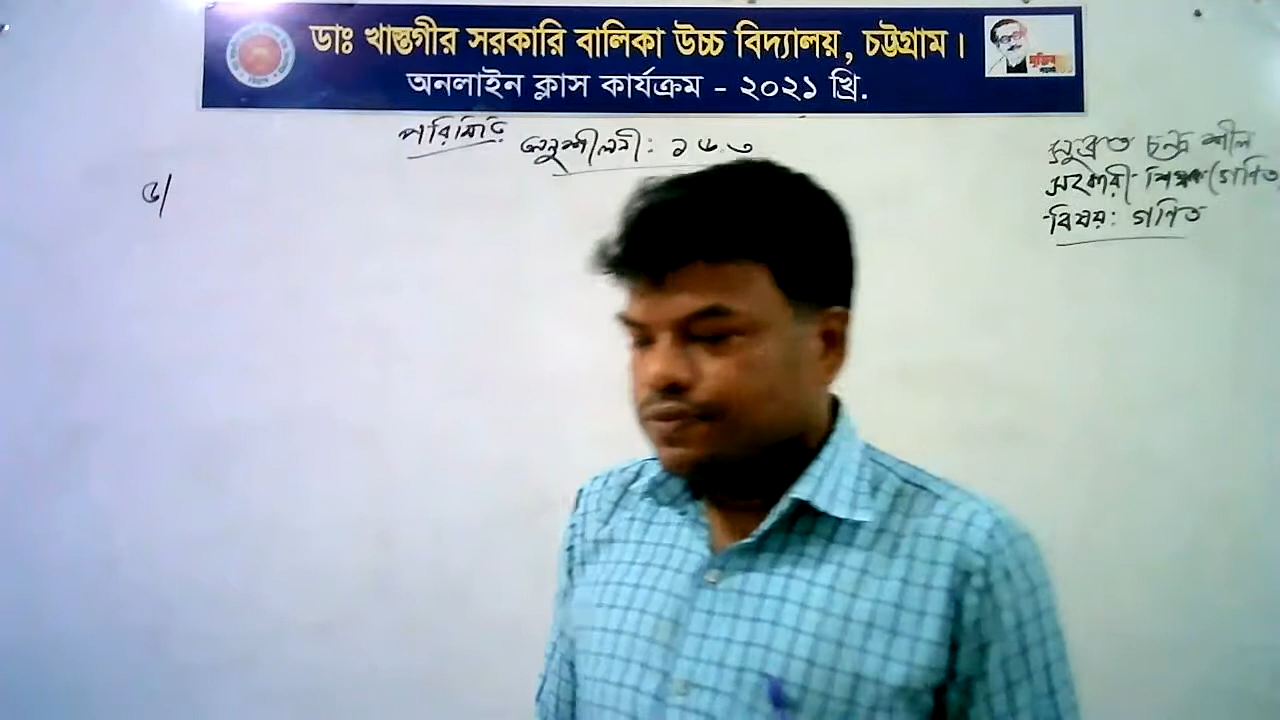 ডাঃ খাস্তগীর সরকারি বালিকা উচ্চ বিদ্যালয়, চট্টগ্রাম।
অনলাইন ক্লাস কার্যক্রম - ২০২১ খ্রি.
পরিমিতি
অনুশীলনী: ১৬.৩
সুব্রত চন্দ্র শীল
সহকারী শিক্ষক (গণিত
বিষয়: গণিত
৫/